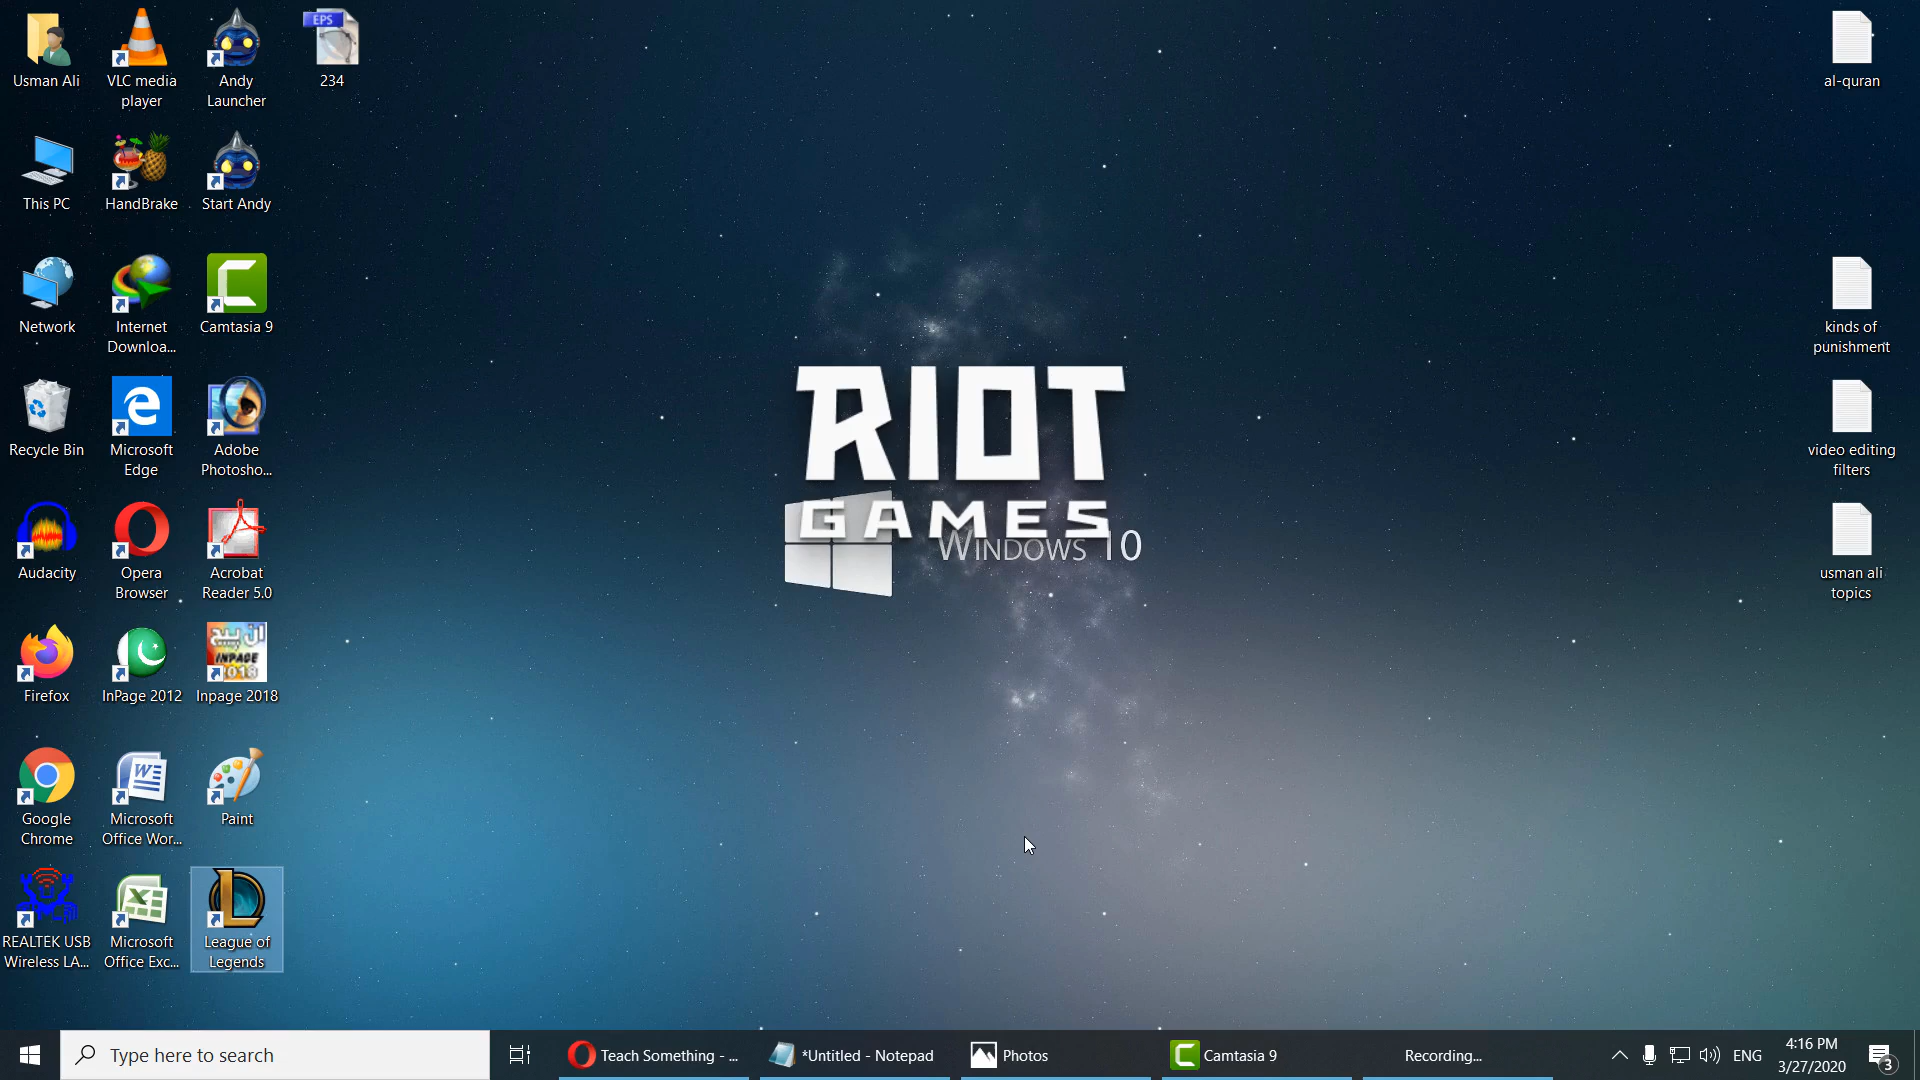 Usman Ali
VLC media
player
Andy
Launcher
EPS
234
al-quran
This PC
HandBrake
Start Andy
Network
Internet
Downloa...
Camtasia 9
kinds of
punishment
Recycle Bin
Microsoft
Edge
Adobe
Photosho...
video editing
filters
RIOT
GAMES
WINDOWS 10
Audacity
Opera
Browser
Acrobat
Reader 5.0
usman ali
topics
Firefox
InPage 2012
ان پیج
INPAGE
2018
Inpage 2018
Google
Chrome
Microsoft
Office Wor...
Paint
REALTEK USB
Wireless LA...
Microsoft
Office Exc...
League of
Legends
Type here to search
Teach Something - ...
*Untitled - Notepad
Photos
Camtasia 9
Recording...
ENG
4:16 PM
3/27/2020
3